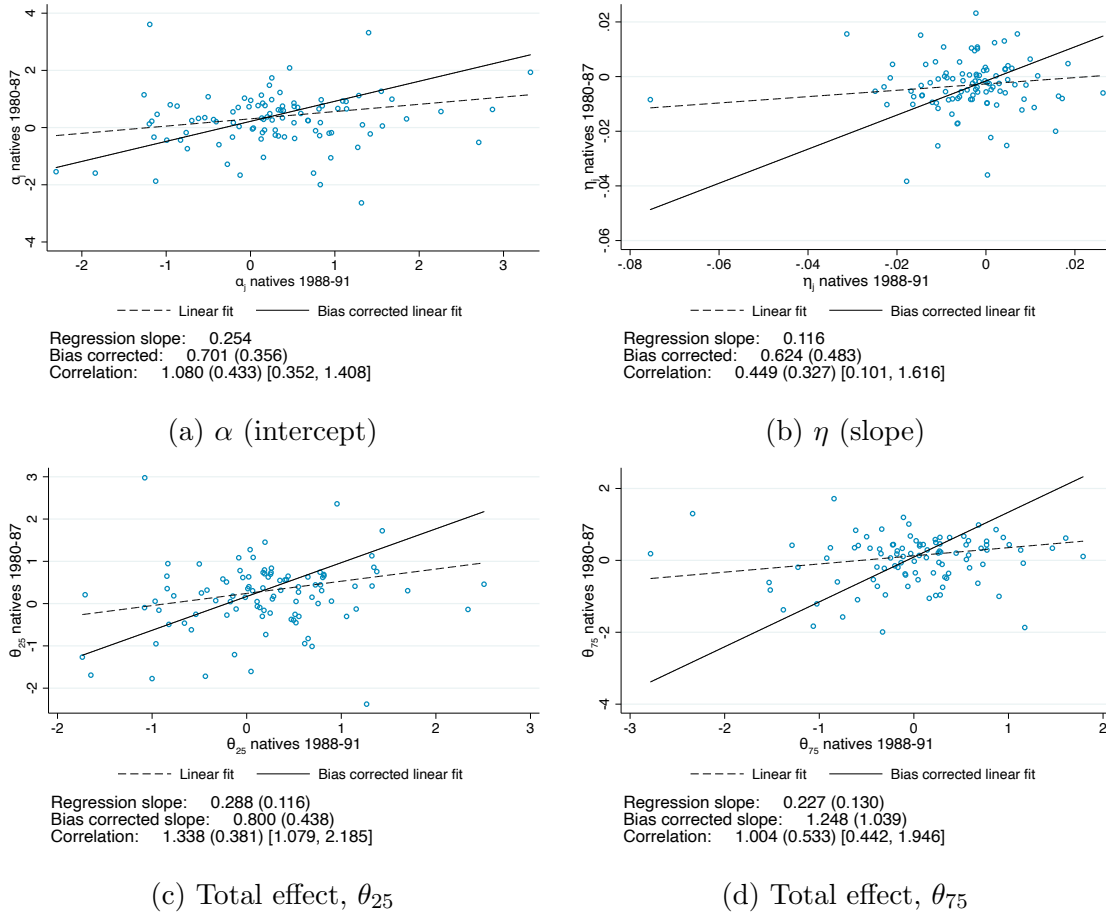 4
2
0
-2
-4
α_j natives 1980-87
-2
-1
0
1
2
3
α_j natives 1988-91
Linear fit
Bias corrected linear fit
Regression slope: 0.254
Bias corrected: 0.701 (0.356)
Correlation: 1.080 (0.433) [0.352, 1.408]
(a) α (intercept)
.02
0
-.02
-.04
-.06
η_j natives 1980-87
-.08
-.06
-.04
-.02
0
.02
η_j natives 1988-91
Linear fit
Bias corrected linear fit
Regression slope: 0.116
Bias corrected: 0.624 (0.483)
Correlation: 0.449 (0.327) [0.101, 1.616]
(b) η (slope)
3
2
1
0
-1
-2
θ_25 natives 1980-87
-2
-1
0
1
2
3
θ_25 natives 1988-91
Linear fit
Bias corrected linear fit
Regression slope: 0.288 (0.116)
Bias corrected slope: 0.800 (0.438)
Correlation: 1.338 (0.381) [1.079, 2.185]
(c) Total effect, θ_25
2
0
-2
-4
θ_75 natives 1980-87
-3
-2
-1
0
1
2
θ_75 natives 1988-91
Linear fit
Bias corrected linear fit
Regression slope: 0.227 (0.130)
Bias corrected slope: 1.248 (1.039)
Correlation: 1.004 (0.533) [0.442, 1.946]
(d) Total effect, θ_75